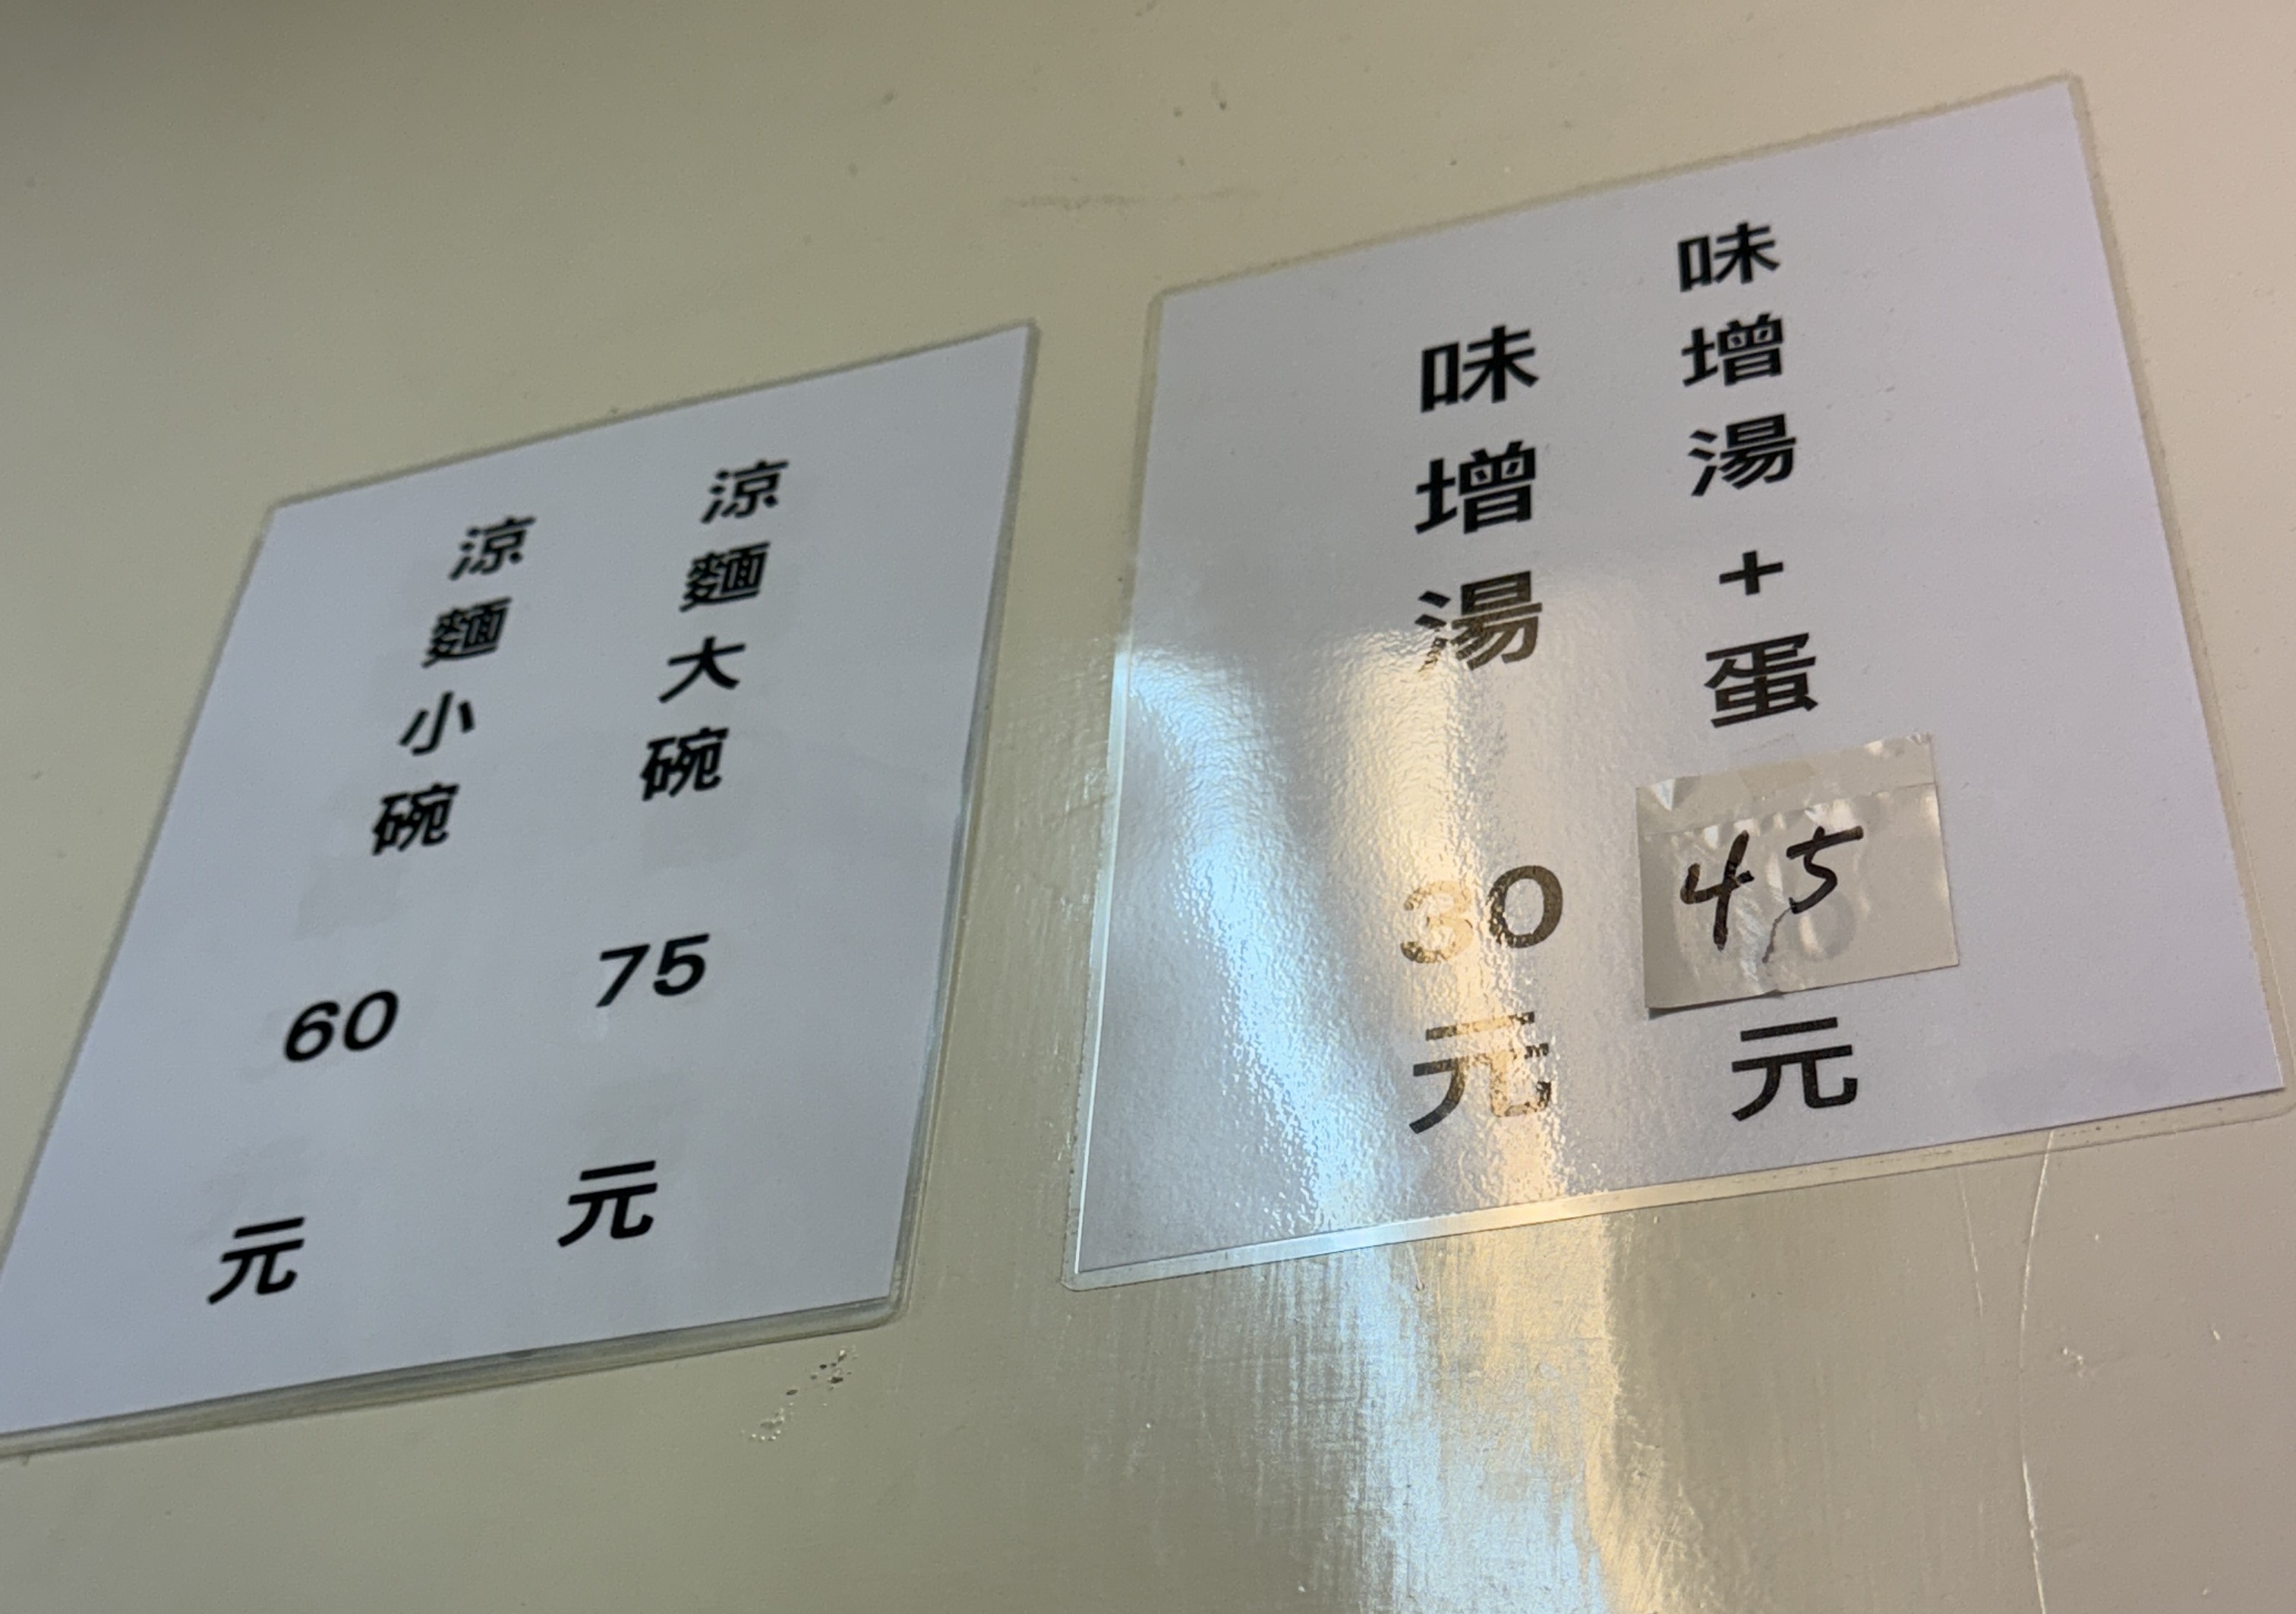 味增湯+蛋 45 元
味增湯 30 元
涼麵大碗 75 元
涼麵小碗 60 元